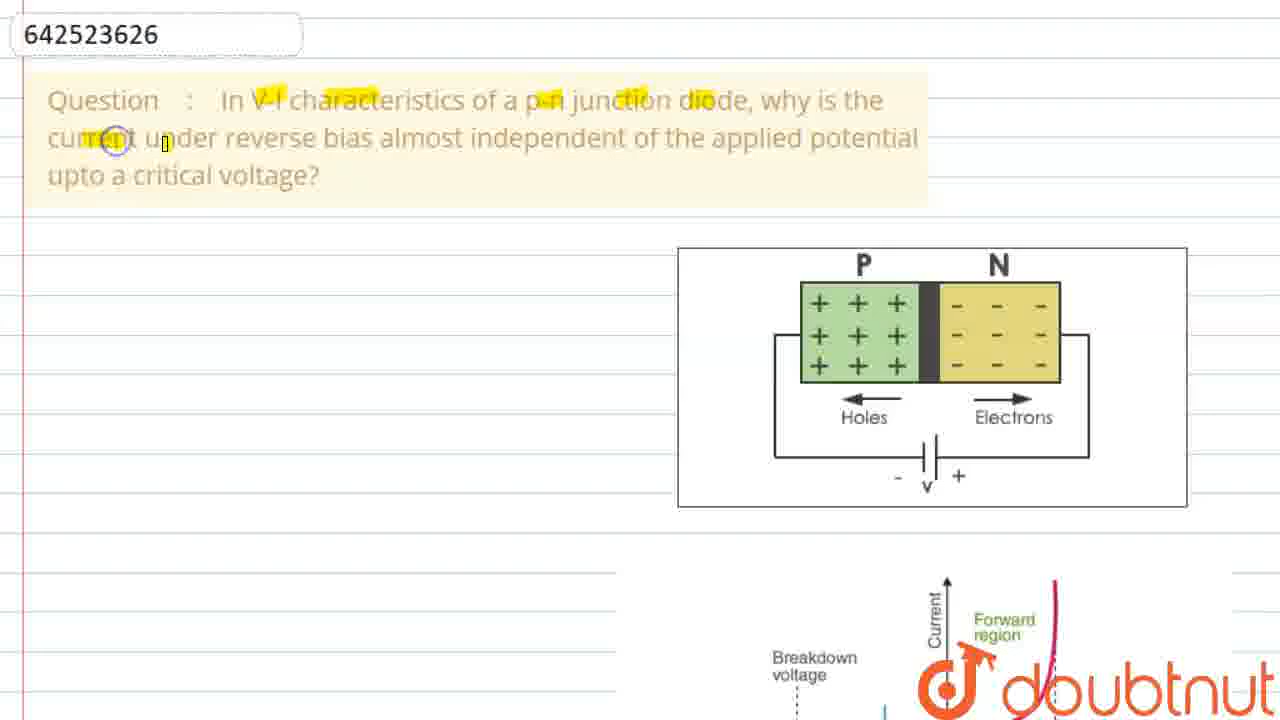 642523626
Question : In V-I characteristics of a p-n junction diode, why is the
current under reverse bias almost independent of the applied potential
upto a critical voltage?
P N
+ + + - - -
+ + + - - -
+ + + - - -
Holes Electrons
- V +
Current
Forward
region
Breakdown
voltage
doubtnut